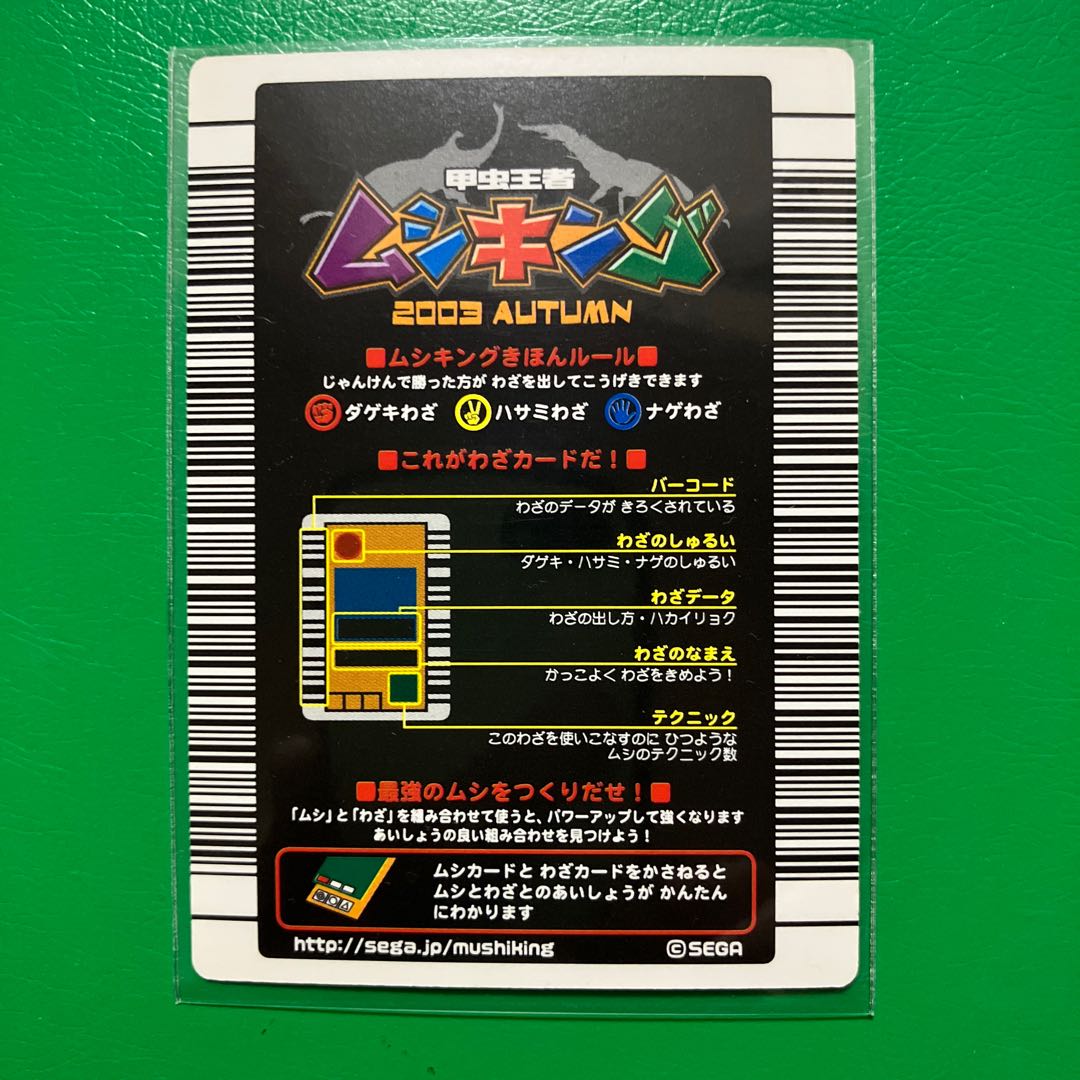 甲虫王者
ムシキング
2003 AUTUMN
■ムシキングきほんルール■
じゃんけんで勝った方が わざを出してこうげきできます
ダゲキわざ ハサミわざ ナゲわざ
■これがわざカードだ！■
バーコード
わざのデータが きろくされている
わざのしゅるい
ダゲキ・ハサミ・ナゲのしゅるい
わざデータ
わざの出し方・ハカイリョク
わざのなまえ
かっこよく わざをきめよう！
テクニック
このわざを使いこなすのに ひつような
ムシのテクニック数
■最強のムシをつくりだせ！■
「ムシ」と「わざ」を組み合わせて使うと、パワーアップして強くなります
あいしょうの良い組み合わせを見つけよう！
ムシカードと わざカードをかさねると
ムシとわざとのあいしょうが かんたん
にわかります
http://sega.jp/mushiking
©SEGA